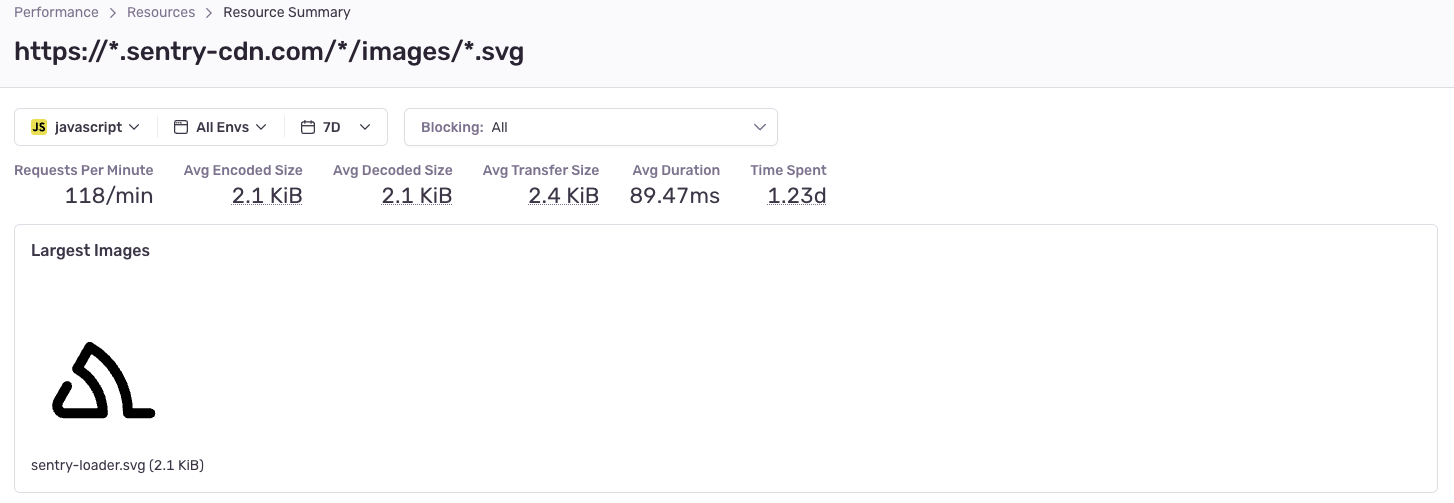 Performance > Resources > Resource Summary
https://*.sentry-cdn.com/*/images/*.svg
JS javascript All Envs 7D Blocking: All
Requests Per Minute Avg Encoded Size Avg Decoded Size Avg Transfer Size Avg Duration Time Spent
118/min 2.1 KiB 2.1 KiB 2.4 KiB 89.47ms 1.23d
Largest Images
sentry-loader.svg (2.1 KiB)